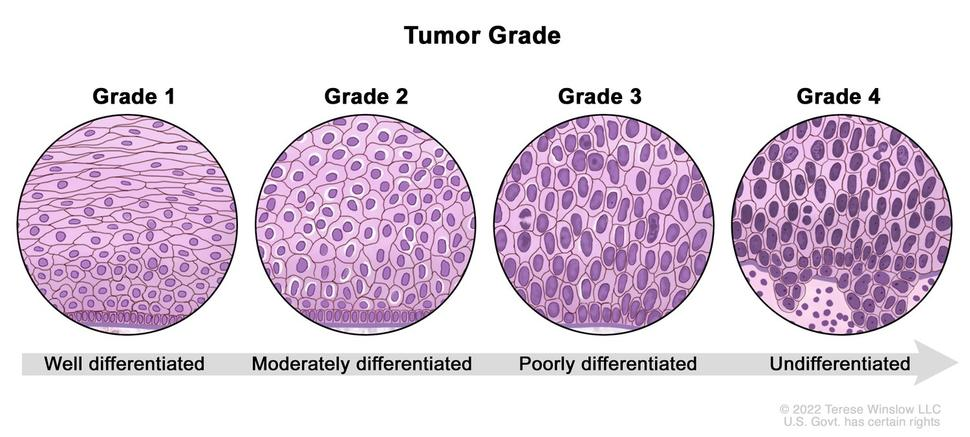 Tumor Grade
Grade 1
Grade 2
Grade 3
Grade 4
Well differentiated
Moderately differentiated
Poorly differentiated
Undifferentiated
© 2022 Terese Winslow LLC
U.S. Govt. has certain rights